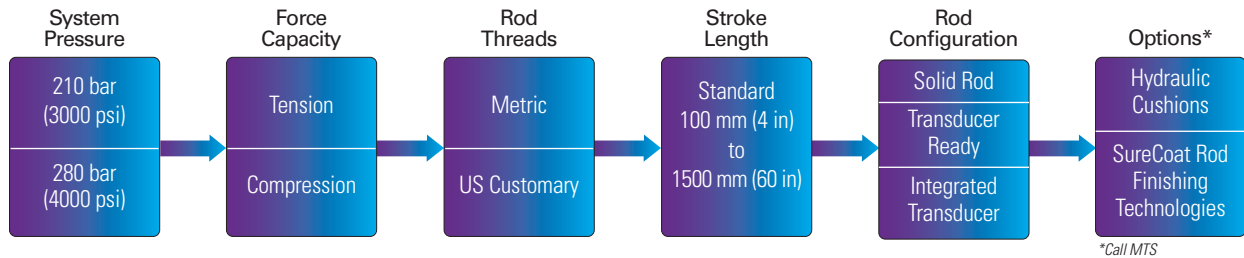 System
Pressure
210 bar
(3000 psi)
280 bar
(4000 psi)
Force
Capacity
Tension
Compression
Rod
Threads
Metric
US Customary
Stroke
Length
Standard
100 mm (4 in)
to
1500 mm (60 in)
Rod
Configuration
Solid Rod
Transducer
Ready
Integrated
Transducer
Options*
Hydraulic
Cushions
SureCoat Rod
Finishing
Technologies
*Call MTS